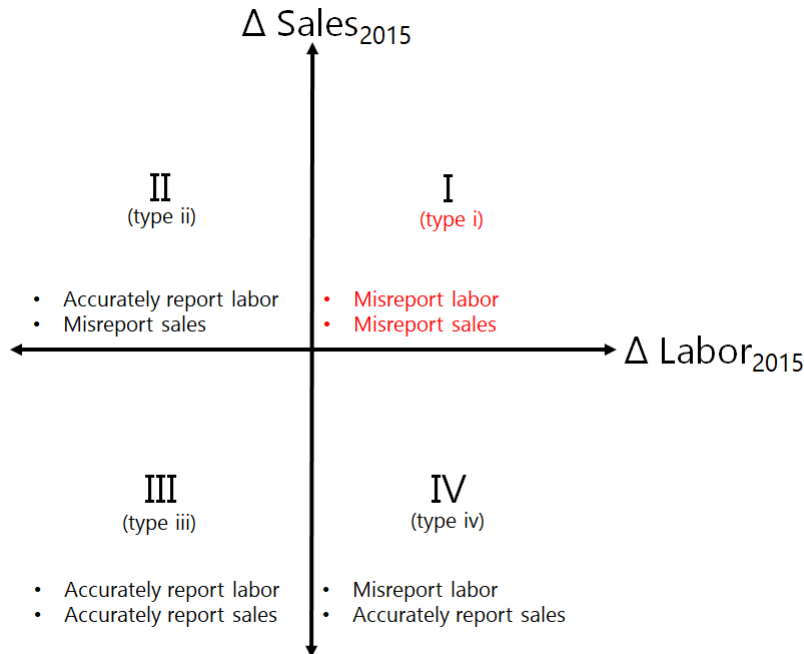 Δ Sales2015
II
(type ii)
I
(type i)
• Accurately report labor
• Misreport sales
• Misreport labor
• Misreport sales
Δ Labor2015
III
(type iii)
IV
(type iv)
• Accurately report labor
• Accurately report sales
• Misreport labor
• Accurately report sales